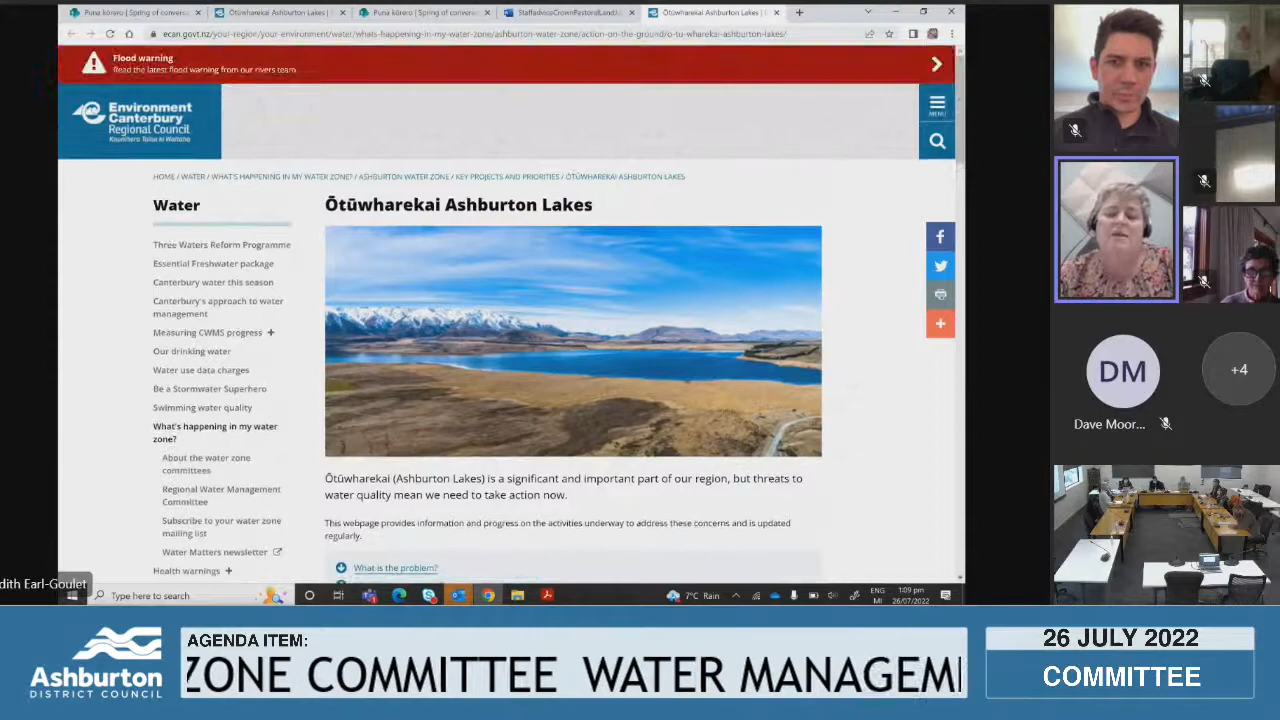 Puna kōrero | Spring of convers
Ōtūwharekai Ashburton Lakes |
Puna kōrero | Spring of convers
StaffadviceCrownPastoralLandL
Ōtūwharekai Ashburton Lakes |
ecan.govt.nz/your-region/your-environment/water/whats-happening-in-my-water-zone/ashburton-water-zone/action-on-the-ground/o-tu-wharekai-ashburton-lakes/
Flood warning
Read the latest flood warning from our rivers team.
Environment
Canterbury
Regional Council
Kaunihera Taiao ki Waitaha
MENU
HOME / WATER / WHAT'S HAPPENING IN MY WATER ZONE? / ASHBURTON WATER ZONE / KEY PROJECTS AND PRIORITIES / ŌTŪWHAREKAI ASHBURTON LAKES
Water
Three Waters Reform Programme
Essential Freshwater package
Canterbury water this season
Canterbury's approach to water
management
Measuring CWMS progress +
Our drinking water
Water use data charges
Be a Stormwater Superhero
Swimming water quality
What's happening in my water
zone?
About the water zone
committees
Regional Water Management
Committee
Subscribe to your water zone
mailing list
Water Matters newsletter
Health warnings +
Ōtūwharekai Ashburton Lakes
Ōtūwharekai (Ashburton Lakes) is a significant and important part of our region, but threats to
water quality mean we need to take action now.
This webpage provides information and progress on the activities underway to address these concerns and is updated
regularly.
What is the problem?
DM
Dave Moor...
+4
dith Earl-Goulet
Type here to search
7°C Rain
ENG
MI
1:09 pm
26/07/2022
Ashburton
DISTRICT COUNCIL
AGENDA ITEM:
ZONE COMMITTEE WATER MANAGEM
26 JULY 2022
COMMITTEE